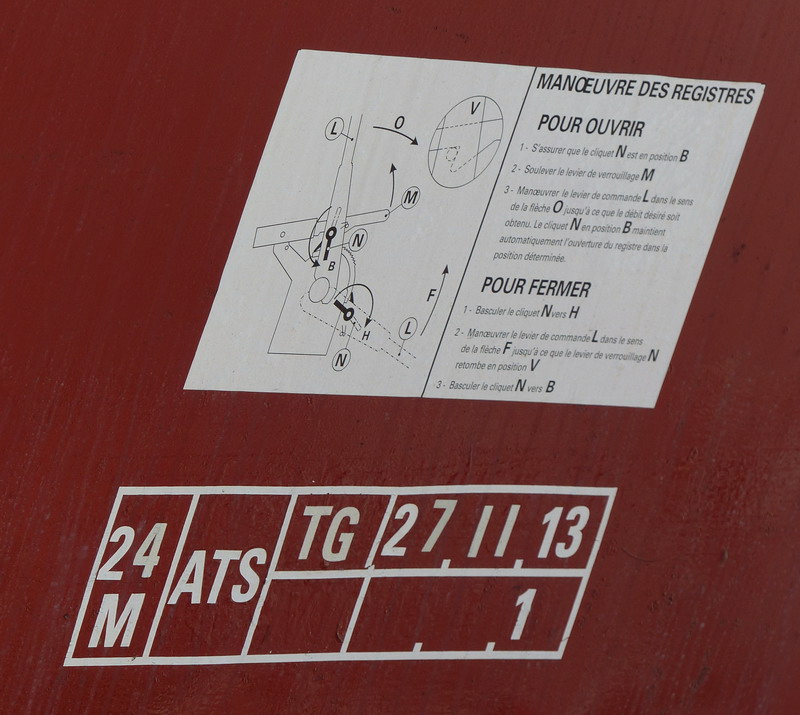 MANŒUVRE DES REGISTRES
POUR OUVRIR
1 - S'assurer que le cliquet N est en position B
2 - Soulever le levier de verrouillage M
3 - Manœuvrer le levier de commande L dans le sens
de la flèche O jusqu'à ce que le débit désiré soit
obtenu. Le cliquet N en position B maintient
automatiquement l'ouverture du registre dans la
position déterminée.
POUR FERMER
1 - Basculer le cliquet N vers H
2 - Manœuvrer le levier de commande L dans le sens
de la flèche F jusqu'à ce que le levier de verrouillage N
retombe en position V
3 - Basculer le cliquet N vers B
L
O
V
M
N
B
F
H
L
N
24
M
ATS
TG
27.11.13
. . 1